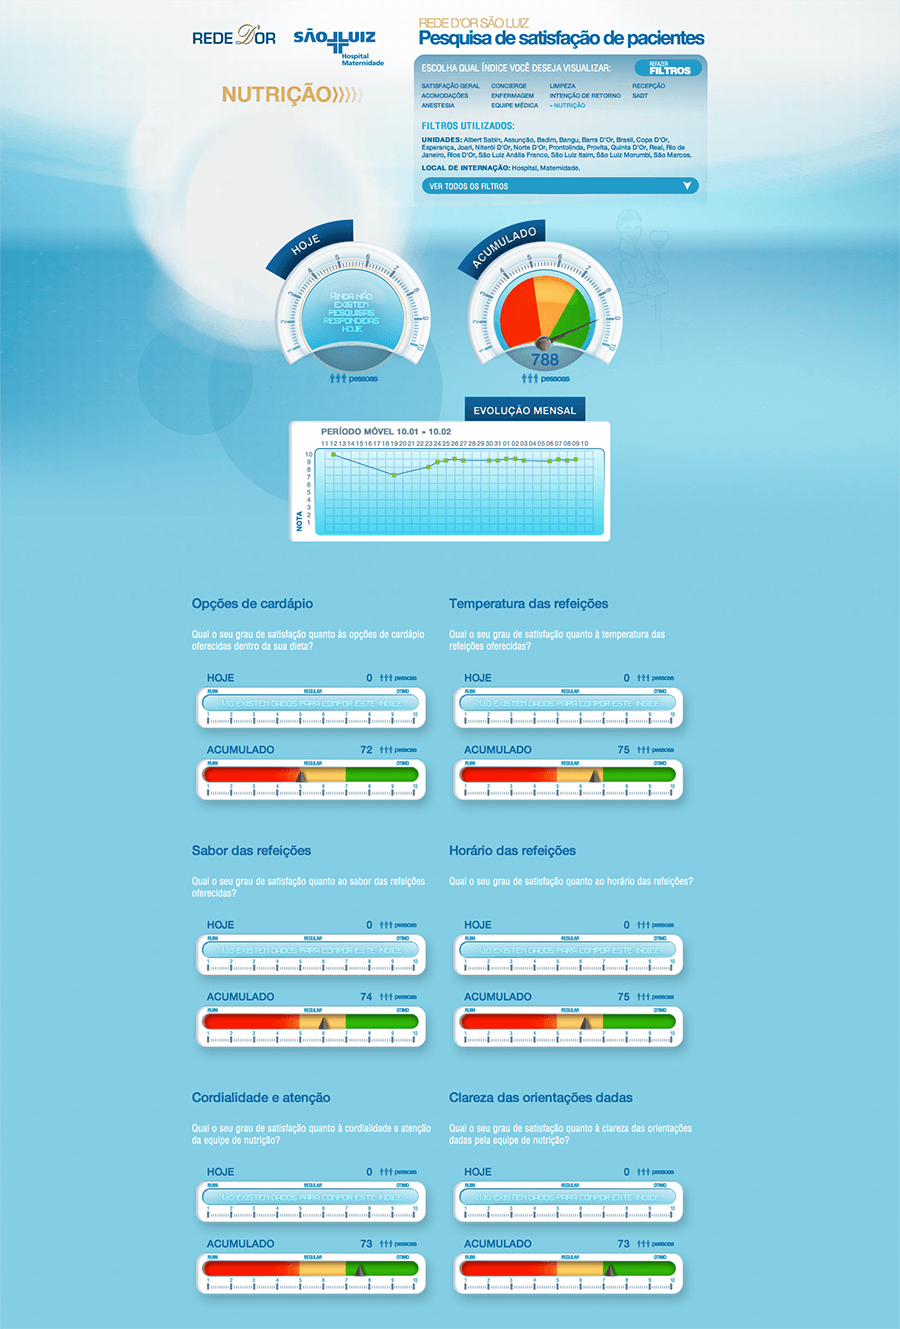 REDE D'OR
SÃO LUIZ
Hospital
Maternidade
REDE D'OR SÃO LUIZ
Pesquisa de satisfação de pacientes
NUTRIÇÃO
ESCOLHA QUAL ÍNDICE VOCÊ DESEJA VISUALIZAR:
REFAZER
FILTROS
SATISFAÇÃO GERAL CONCIERGE LIMPEZA RECEPÇÃO
ACOMODAÇÕES ENFERMAGEM INTENÇÃO DE RETORNO SADT
ANESTESIA EQUIPE MÉDICA » NUTRIÇÃO
FILTROS UTILIZADOS:
UNIDADES: Albert Sabin, Assunção, Badim, Bangu, Barra D'Or, Brasil, Copa D'Or,
Esperança, Joari, Niterói D'Or, Norte D'Or, Prontolinda, Provita, Quinta D'Or, Real, Rio de
Janeiro, Rios D'Or, São Luiz Anália Franco, São Luiz Itaim, São Luiz Morumbi, São Marcos.
LOCAL DE INTERNAÇÃO: Hospital, Maternidade.
VER TODOS OS FILTROS
HOJE
1 2 4 5 6 7 9 10
AINDA NÃO
EXISTEM
PESQUISAS
RESPONDIDAS
HOJE
pessoas
ACUMULADO
4 5 6 7 9 10
788
pessoas
EVOLUÇÃO MENSAL
PERÍODO MÓVEL 10.01 » 10.02
11 12 13 14 15 16 17 18 19 20 21 22 23 24 25 26 27 28 29 30 31 01 02 03 04 05 06 07 08 09 10
10
9
8
7
6
5
4
3
2
1
NOTA
Opções de cardápio
Qual o seu grau de satisfação quanto às opções de cardápio
oferecidas dentro da sua dieta?
HOJE 0 pessoas
RUIM REGULAR ÓTIMO
NÃO EXISTEM DADOS PARA COMPOR ESTE ÍNDICE
1 2 3 4 5 6 7 8 9 10
ACUMULADO 72 pessoas
RUIM REGULAR ÓTIMO
1 2 3 4 5 6 7 8 9 10
Temperatura das refeições
Qual o seu grau de satisfação quanto à temperatura das
refeições oferecidas?
HOJE 0 pessoas
RUIM REGULAR ÓTIMO
NÃO EXISTEM DADOS PARA COMPOR ESTE ÍNDICE
1 2 3 4 5 6 7 8 9 10
ACUMULADO 75 pessoas
RUIM REGULAR ÓTIMO
1 2 3 4 5 6 7 8 9 10
Sabor das refeições
Qual o seu grau de satisfação quanto ao sabor das refeições
oferecidas?
HOJE 0 pessoas
RUIM REGULAR ÓTIMO
NÃO EXISTEM DADOS PARA COMPOR ESTE ÍNDICE
1 2 3 4 5 6 7 8 9 10
ACUMULADO 74 pessoas
RUIM REGULAR ÓTIMO
1 2 3 4 5 6 7 8 9 10
Horário das refeições
Qual o seu grau de satisfação quanto ao horário das refeições?
HOJE 0 pessoas
RUIM REGULAR ÓTIMO
NÃO EXISTEM DADOS PARA COMPOR ESTE ÍNDICE
1 2 3 4 5 6 7 8 9 10
ACUMULADO 75 pessoas
RUIM REGULAR ÓTIMO
1 2 3 4 5 6 7 8 9 10
Cordialidade e atenção
Qual o seu grau de satisfação quanto à cordialidade e atenção
da equipe de nutrição?
HOJE 0 pessoas
RUIM REGULAR ÓTIMO
NÃO EXISTEM DADOS PARA COMPOR ESTE ÍNDICE
1 2 3 4 5 6 7 8 9 10
ACUMULADO 73 pessoas
RUIM REGULAR ÓTIMO
1 2 3 4 5 6 7 8 9 10
Clareza das orientações dadas
Qual o seu grau de satisfação quanto à clareza das orientações
dadas pela equipe de nutrição?
HOJE 0 pessoas
RUIM REGULAR ÓTIMO
NÃO EXISTEM DADOS PARA COMPOR ESTE ÍNDICE
1 2 3 4 5 6 7 8 9 10
ACUMULADO 73 pessoas
RUIM REGULAR ÓTIMO
1 2 3 4 5 6 7 8 9 10